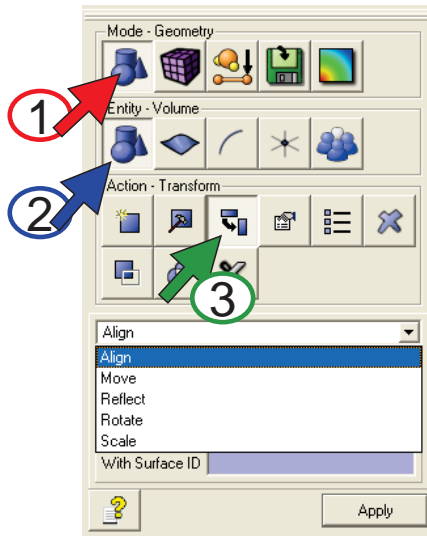 Mode - Geometry
1
Entity - Volume
2
Action - Transform
3
Align
Align
Move
Reflect
Rotate
Scale
With Surface ID
?
Apply